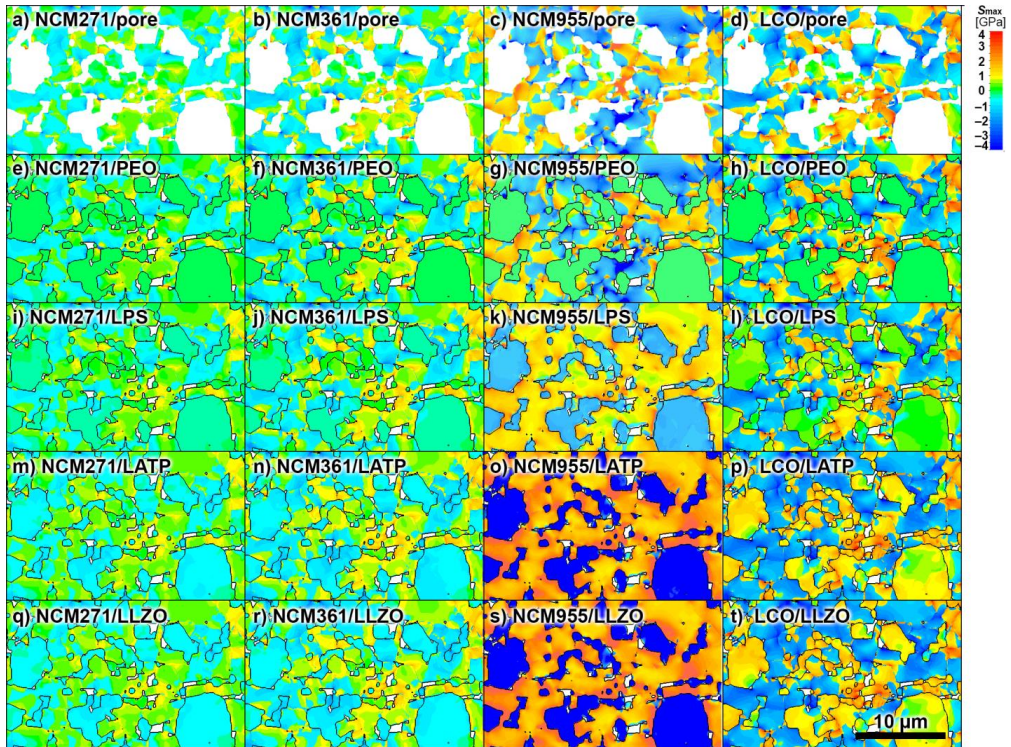 a) NCM271/pore
b) NCM361/pore
c) NCM955/pore
d) LCO/pore
Smax
[GPa]
4
3
2
1
0
−1
−2
−3
−4
e) NCM271/PEO
f) NCM361/PEO
g) NCM955/PEO
h) LCO/PEO
i) NCM271/LPS
j) NCM361/LPS
k) NCM955/LPS
l) LCO/LPS
m) NCM271/LATP
n) NCM361/LATP
o) NCM955/LATP
p) LCO/LATP
q) NCM271/LLZO
r) NCM361/LLZO
s) NCM955/LLZO
t) LCO/LLZO
10 μm